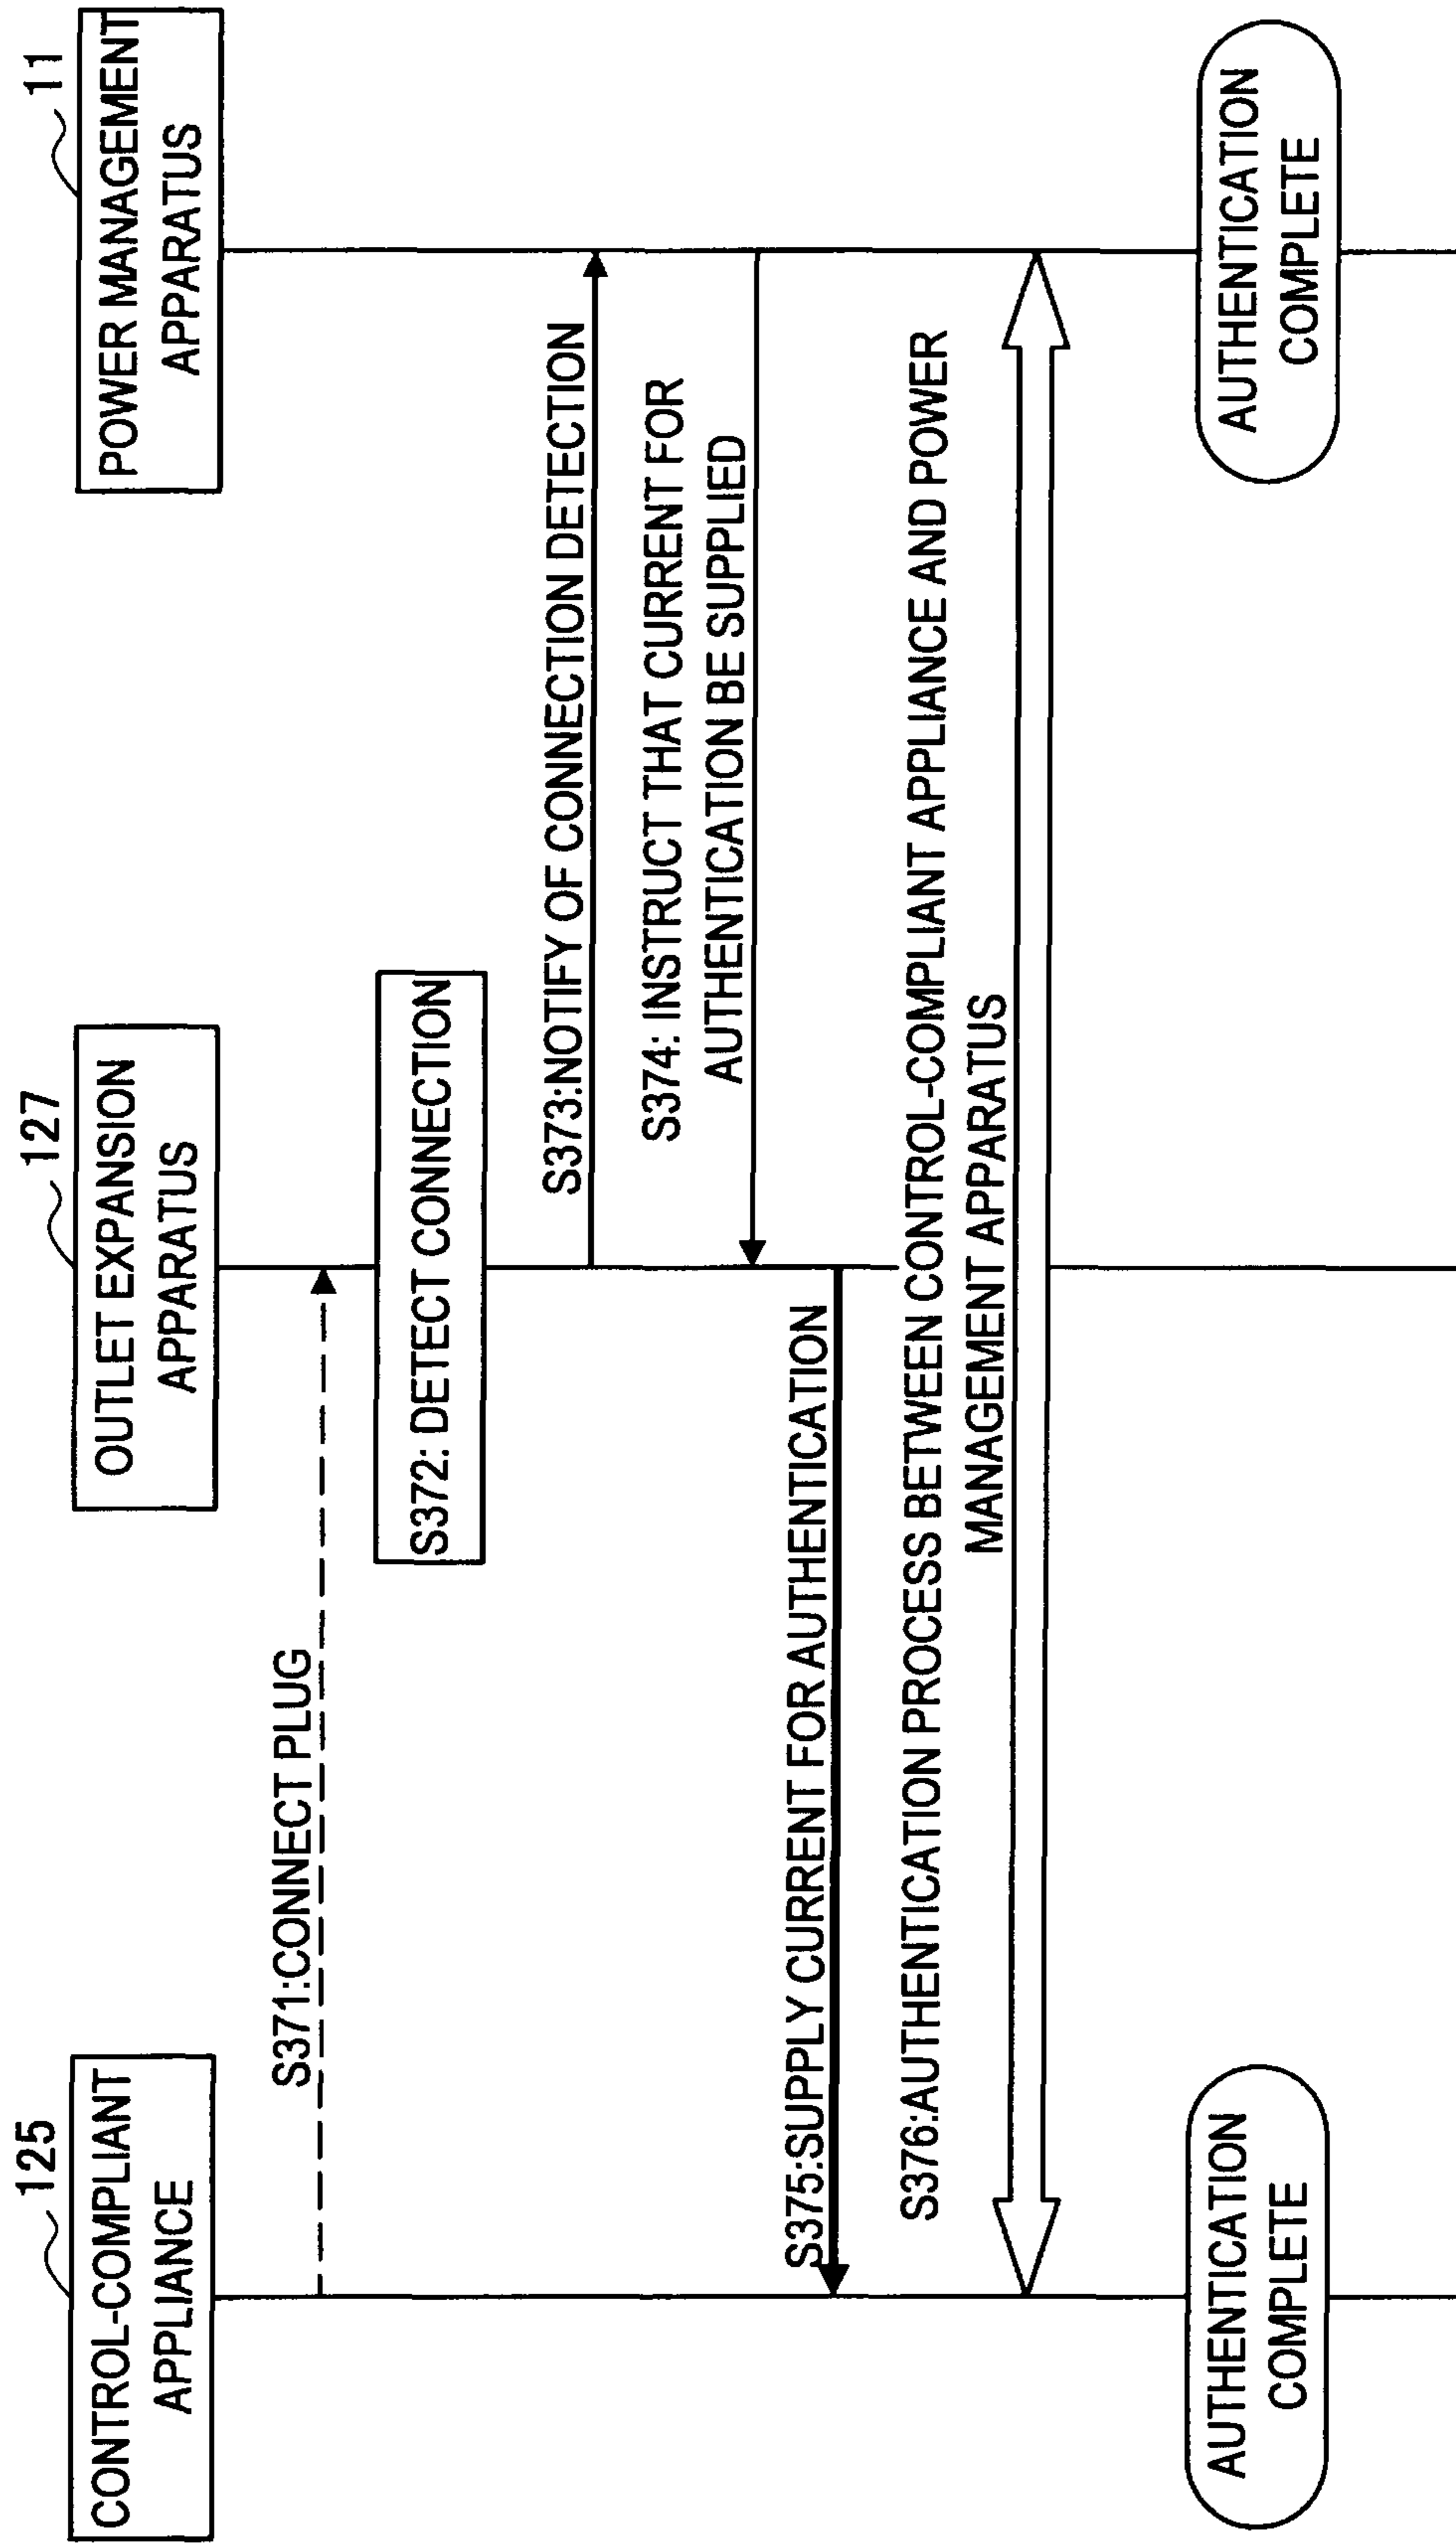 125
CONTROL-COMPLIANT
APPLIANCE
127
OUTLET EXPANSION
APPARATUS
11
POWER MANAGEMENT
APPARATUS
S371:CONNECT PLUG
S372: DETECT CONNECTION
S373:NOTIFY OF CONNECTION DETECTION
S374: INSTRUCT THAT CURRENT FOR
AUTHENTICATION BE SUPPLIED
S375:SUPPLY CURRENT FOR AUTHENTICATION
S376:AUTHENTICATION PROCESS BETWEEN CONTROL-COMPLIANT APPLIANCE AND POWER
MANAGEMENT APPARATUS
AUTHENTICATION
COMPLETE
AUTHENTICATION
COMPLETE